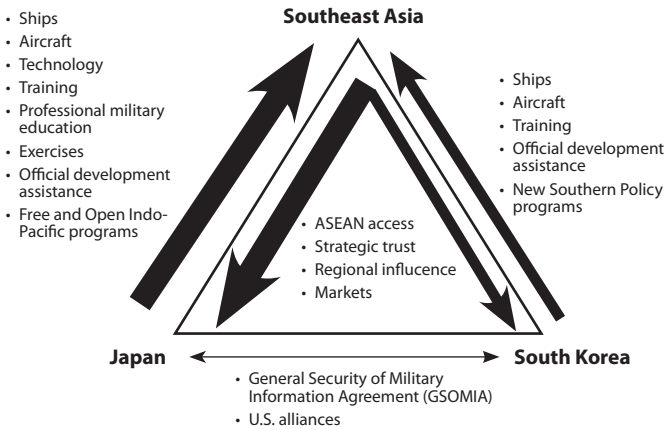 Southeast Asia
• Ships
• Aircraft
• Technology
• Training
• Professional military
education
• Exercises
• Official development
assistance
• Free and Open Indo-
Pacific programs
• Ships
• Aircraft
• Training
• Official development
assistance
• New Southern Policy
programs
• ASEAN access
• Strategic trust
• Regional influcence
• Markets
Japan
South Korea
• General Security of Military
Information Agreement (GSOMIA)
• U.S. alliances